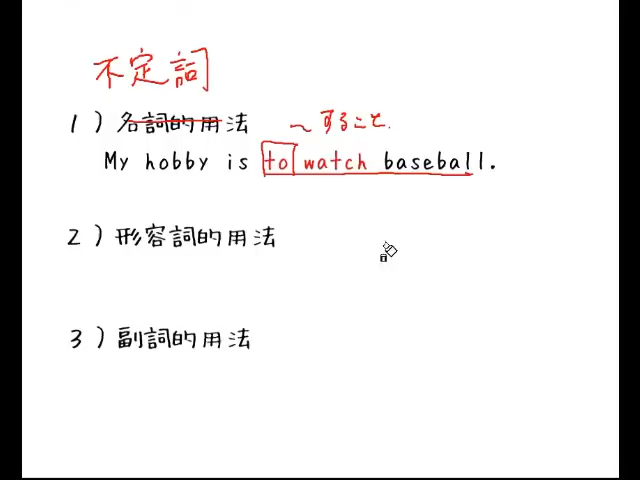 不定詞
1)名詞的用法 〜すること.
My hobby is to watch baseball.
2)形容詞的用法
3)副詞的用法